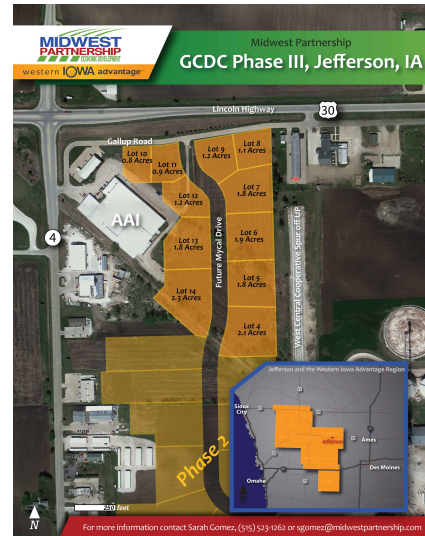 MIDWEST
PARTNERSHIP
ECONOMIC DEVELOPMENT
western IOWA advantage
Midwest Partnership
GCDC Phase III, Jefferson, IA
Lincoln Highway
30
Gallup Road
Lot 10
0.8 Acres
Lot 11
0.9 Acres
Lot 9
1.2 Acres
Lot 8
1.1 Acres
Lot 12
1.2 Acres
Lot 7
1.8 Acres
AAI
4
Lot 13
1.8 Acres
Lot 6
1.9 Acres
Future Mycal Drive
West Central Cooperative Spur off UP
Lot 14
2.3 Acres
Lot 5
1.8 Acres
Lot 4
2.1 Acres
Phase 2
Jefferson and the Western Iowa Advantage Region
Sioux
City
Jefferson
Ames
Des Moines
Omaha
250 feet
N
For more information contact Sarah Gomez, (515) 523-1262 or sgomez@midwestpartnership.com